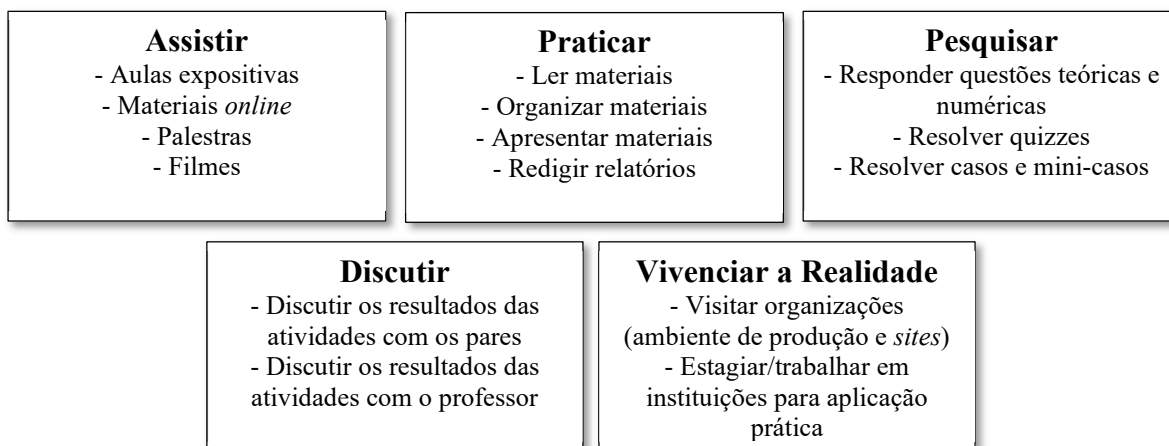 Assistir
- Aulas expositivas
- Materiais online
- Palestras
- Filmes
Praticar
- Ler materiais
- Organizar materiais
- Apresentar materiais
- Redigir relatórios
Pesquisar
- Responder questões teóricas e
numéricas
- Resolver quizzes
- Resolver casos e mini-casos
Discutir
- Discutir os resultados das
atividades com os pares
- Discutir os resultados das
atividades com o professor
Vivenciar a Realidade
- Visitar organizações
(ambiente de produção e sites)
- Estagiar/trabalhar em
instituições para aplicação
prática